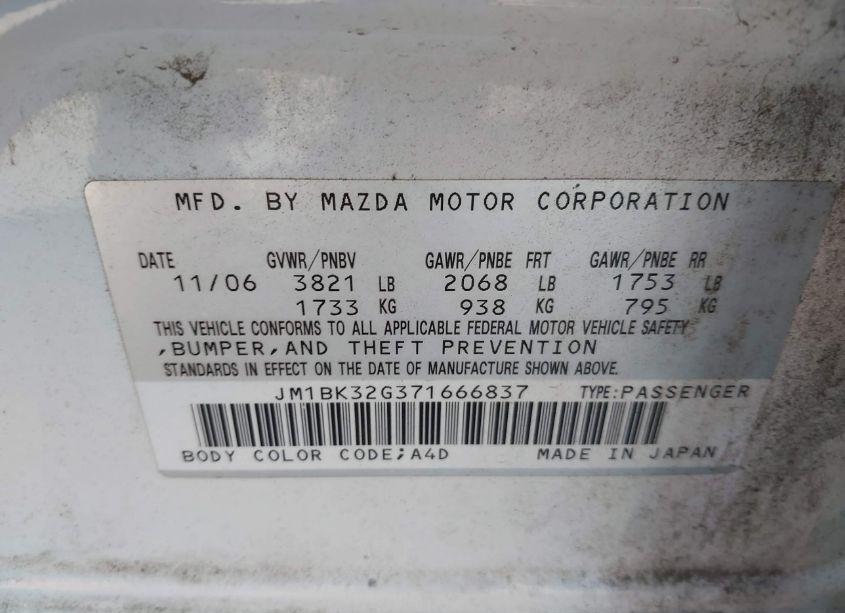 MFD. BY MAZDA MOTOR CORPORATION
DATE GVWR/PNBV GAWR/PNBE FRT GAWR/PNBE RR
11/06 3821 LB 2068 LB 1753 LB
1733 KG 938 KG 795 KG
THIS VEHICLE CONFORMS TO ALL APPLICABLE FEDERAL MOTOR VEHICLE SAFETY
,BUMPER,AND THEFT PREVENTION
STANDARDS IN EFFECT ON THE DATE OF MANUFACTURE SHOWN ABOVE.
JM1BK32G371666837 TYPE:PASSENGER
BODY COLOR CODE;A4D MADE IN JAPAN